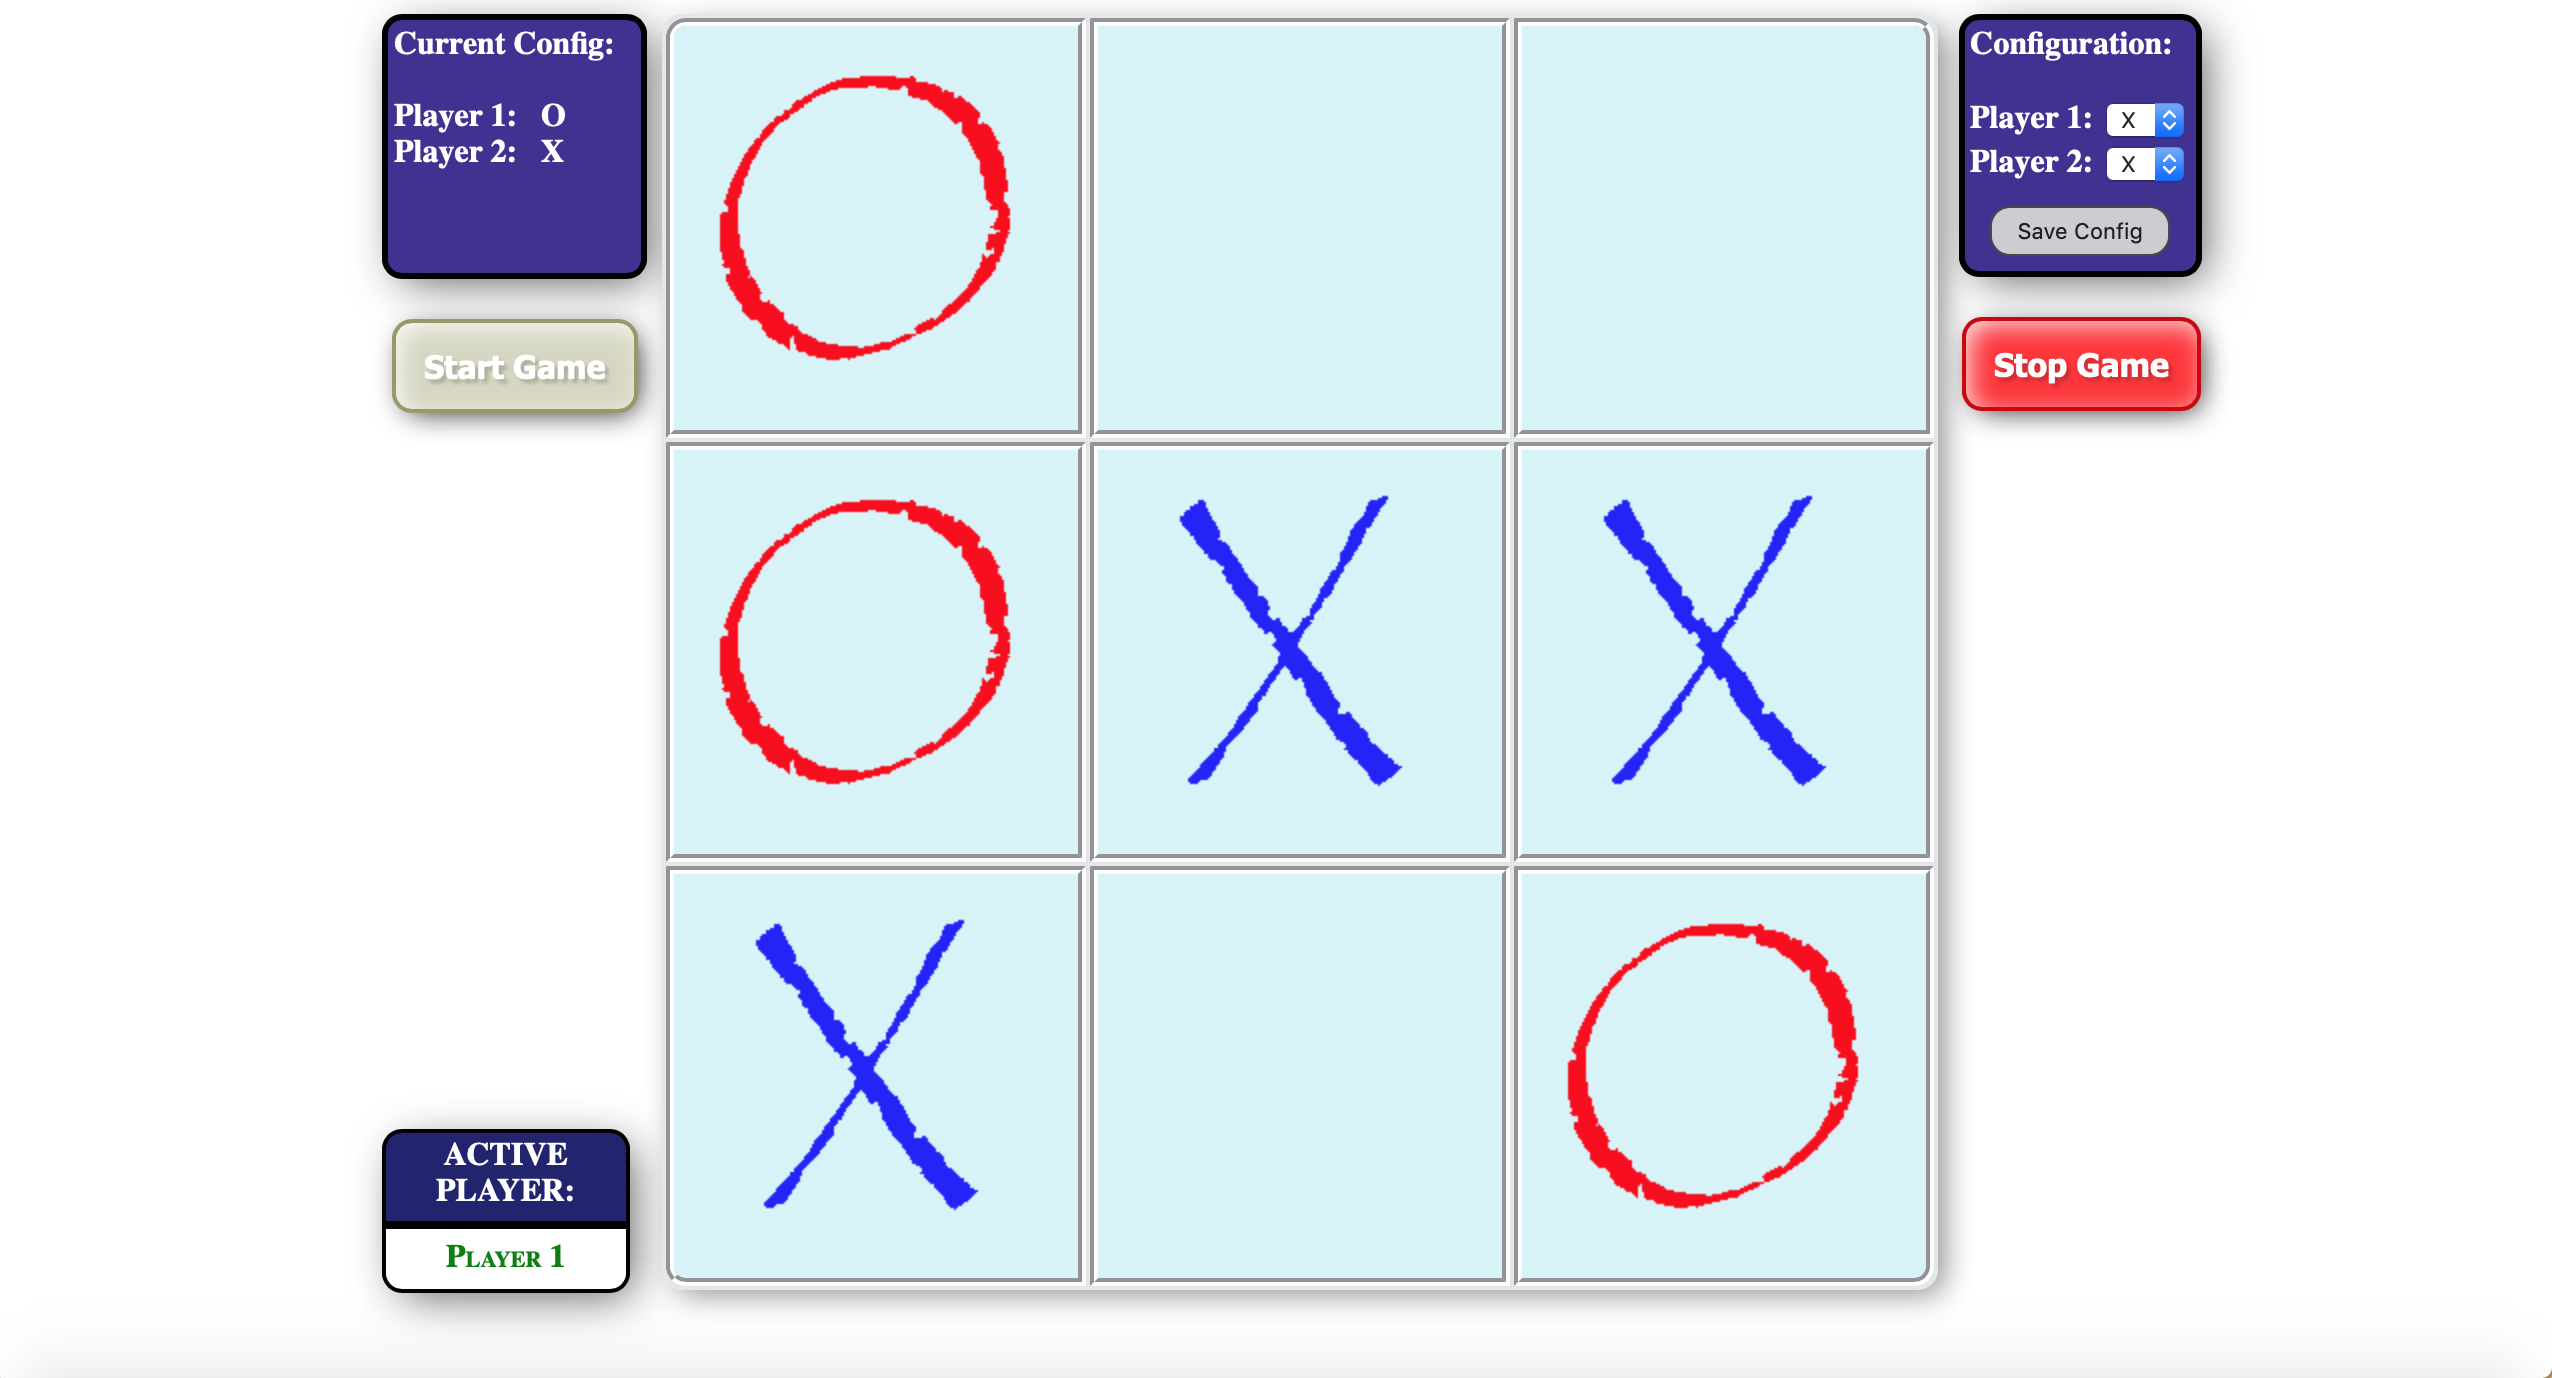 Current Config:
Player 1: O
Player 2: X
Start Game
ACTIVE
PLAYER:
Player 1
Configuration:
Player 1: X
Player 2: X
Save Config
Stop Game